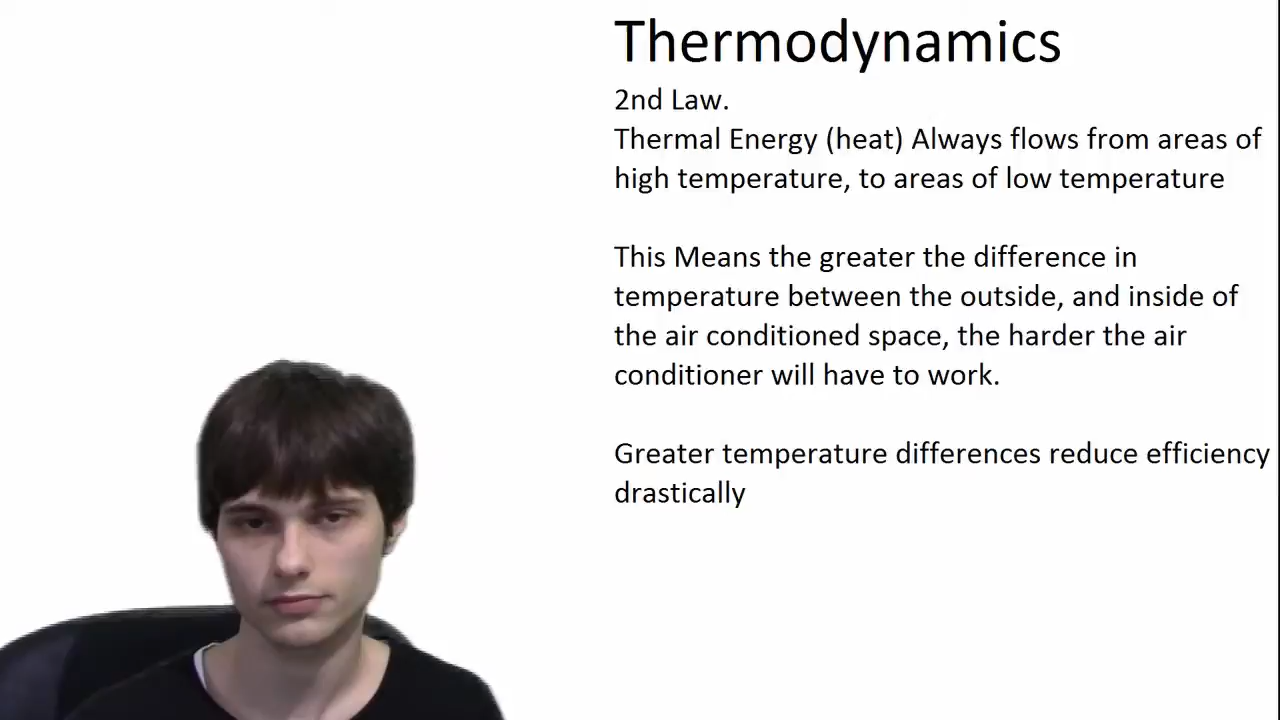 Thermodynamics
2nd Law.
Thermal Energy (heat) Always flows from areas of
high temperature, to areas of low temperature
This Means the greater the difference in
temperature between the outside, and inside of
the air conditioned space, the harder the air
conditioner will have to work.
Greater temperature differences reduce efficiency
drastically